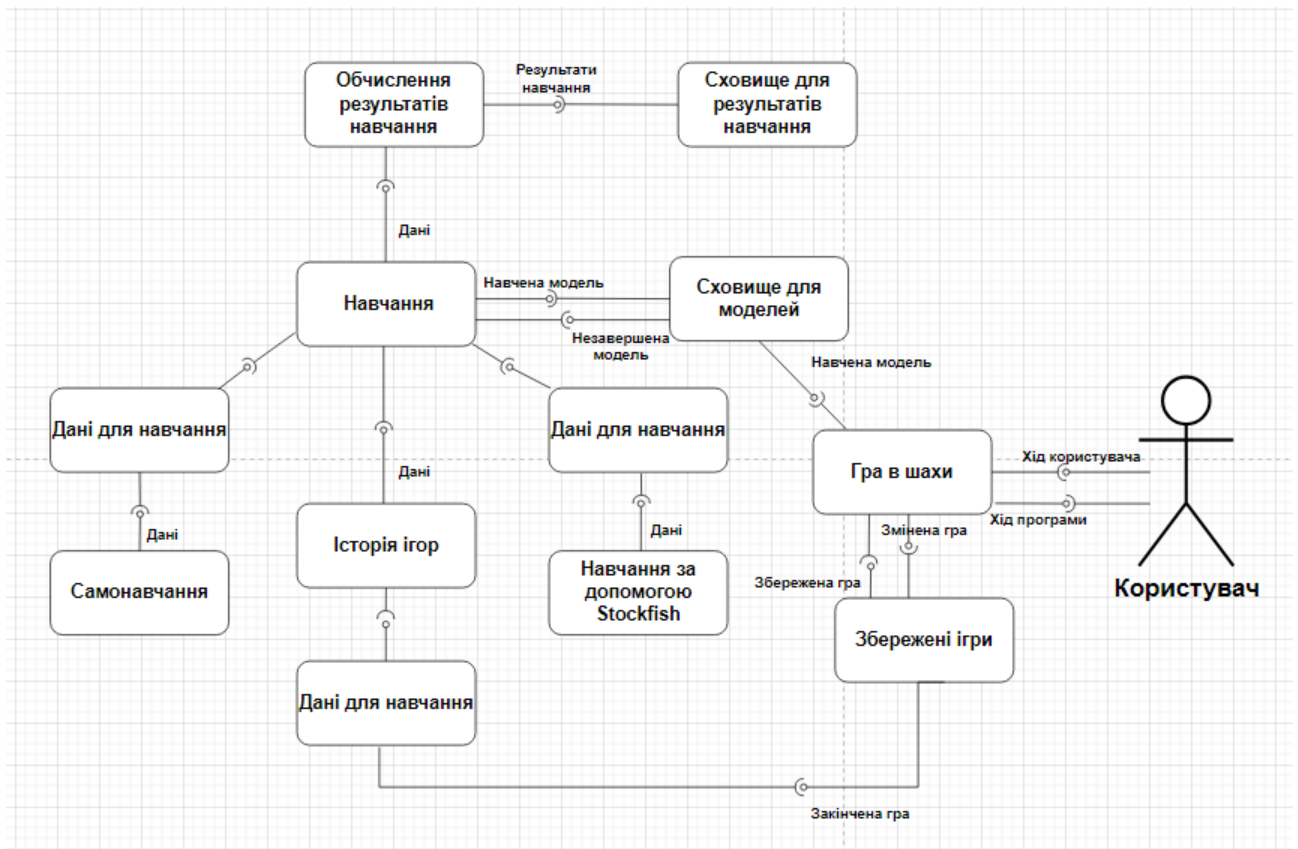 Обчислення
результатів
навчання
Результати
навчання
Сховище для
результатів
навчання
Дані
Навчання
Навчена модель
Незавершена
модель
Сховище для
моделей
Навчена модель
Дані для навчання
Дані
Самонавчання
Дані
Історія ігор
Дані для навчання
Дані для навчання
Дані
Навчання за
допомогою
Stockfish
Гра в шахи
Хід користувача
Хід програми
Користувач
Змінена гра
Збережена гра
Збережені ігри
Закінчена гра